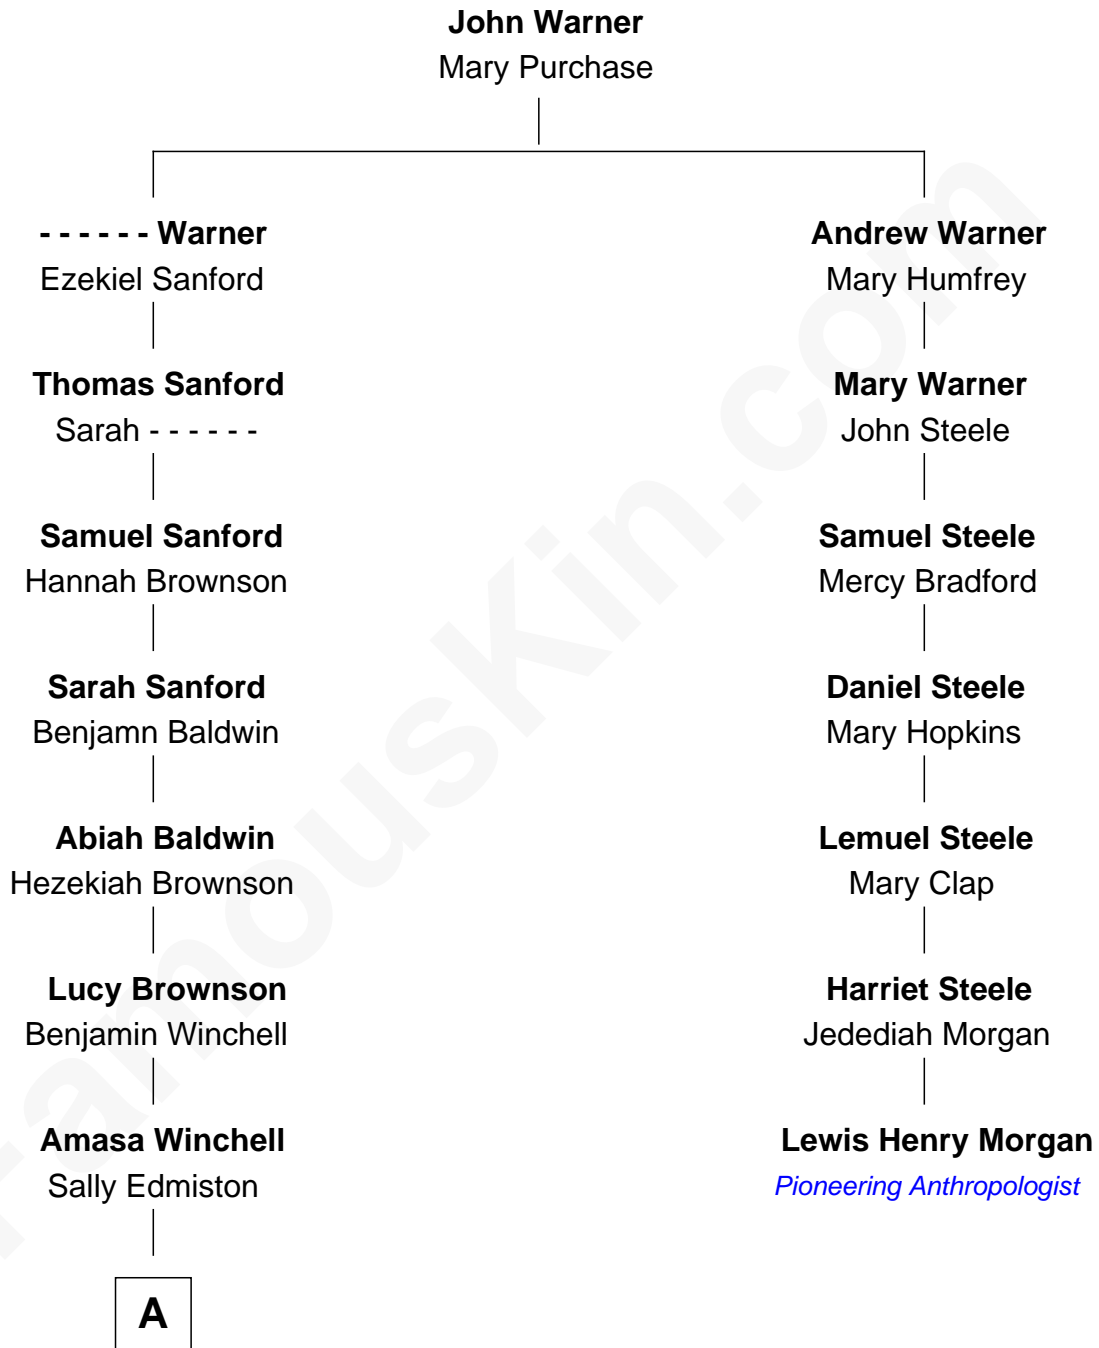 John Warner
Mary Purchase
- - - - - - Warner
Ezekiel Sanford
Andrew Warner
Mary Humfrey
Thomas Sanford
Sarah - - - - - -
Mary Warner
John Steele
Samuel Sanford
Hannah Brownson
Samuel Steele
Mercy Bradford
Sarah Sanford
Benjamn Baldwin
Daniel Steele
Mary Hopkins
Abiah Baldwin
Hezekiah Brownson
Lemuel Steele
Mary Clap
Lucy Brownson
Benjamin Winchell
Harriet Steele
Jedediah Morgan
Amasa Winchell
Sally Edmiston
Lewis Henry Morgan
Pioneering Anthropologist
A
FamousKin.com